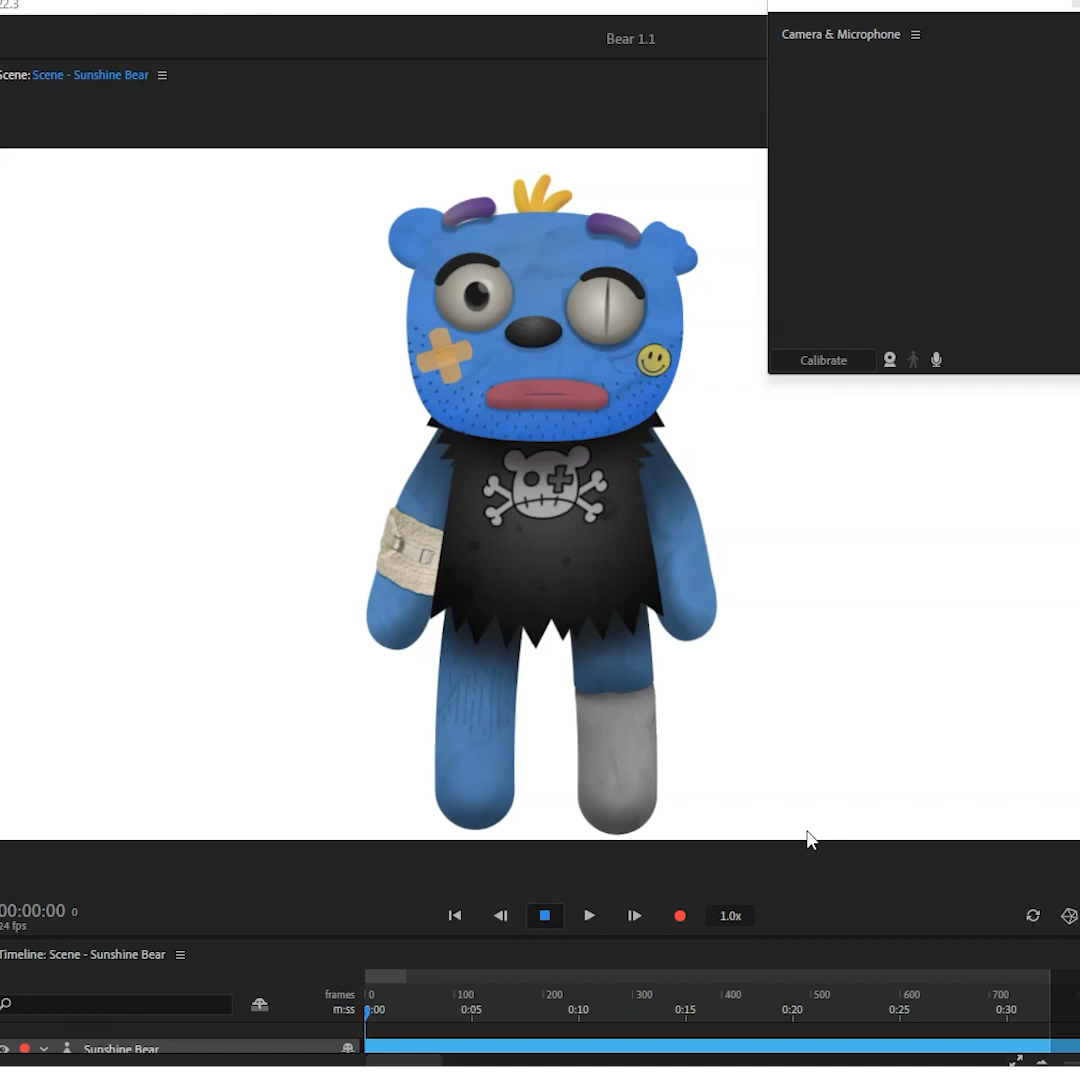 22.3
Bear 1.1
Camera & Microphone
Scene: Scene - Sunshine Bear
Calibrate
00:00:00 0
24 fps
1.0x
Timeline: Scene - Sunshine Bear
frames 0 100 200 300 400 500 600 700
m:ss 0:00 0:05 0:10 0:15 0:20 0:25 0:30
Sunshine Bear